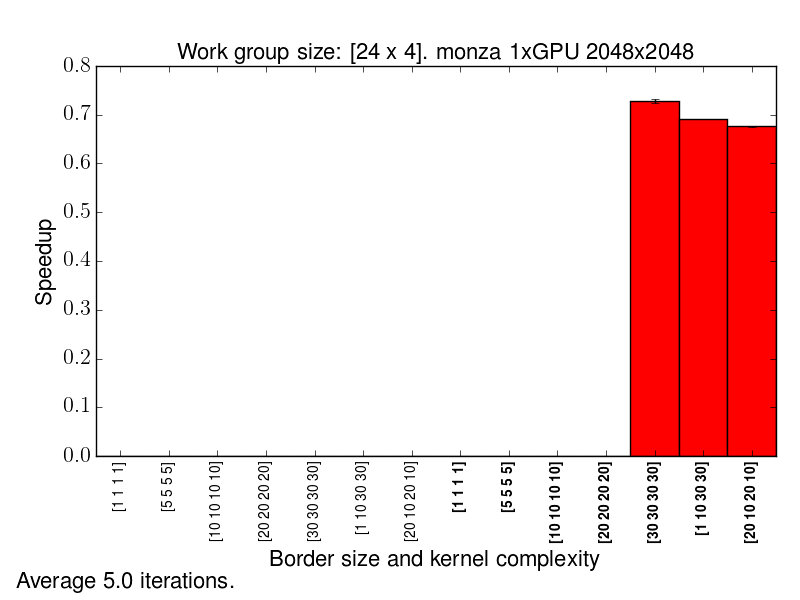 Work group size: [24 x 4]. monza 1xGPU 2048x2048
Speedup
0.8
0.7
0.6
0.5
0.4
0.3
0.2
0.1
0.0
[1 1 1 1]
[5 5 5 5]
[10 10 10 10]
[20 20 20 20]
[30 30 30 30]
[1 10 30 30]
[20 10 20 10]
[1 1 1 1]
[5 5 5 5]
[10 10 10 10]
[20 20 20 20]
[30 30 30 30]
[1 10 30 30]
[20 10 20 10]
Border size and kernel complexity
Average 5.0 iterations.